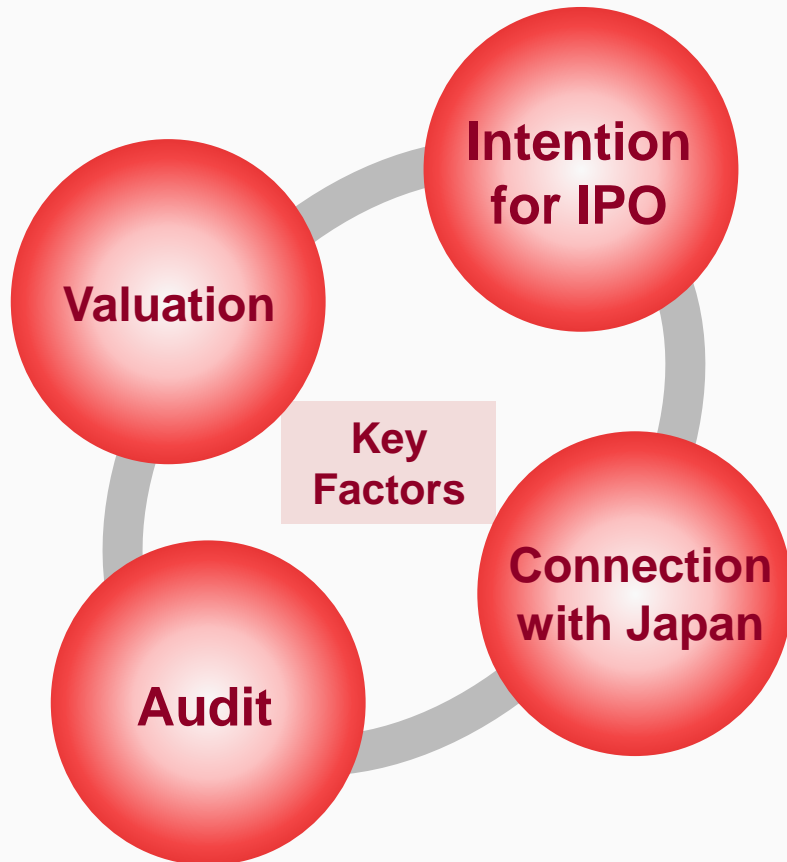 Intention
for IPO
Valuation
Key
Factors
Connection
with Japan
Audit